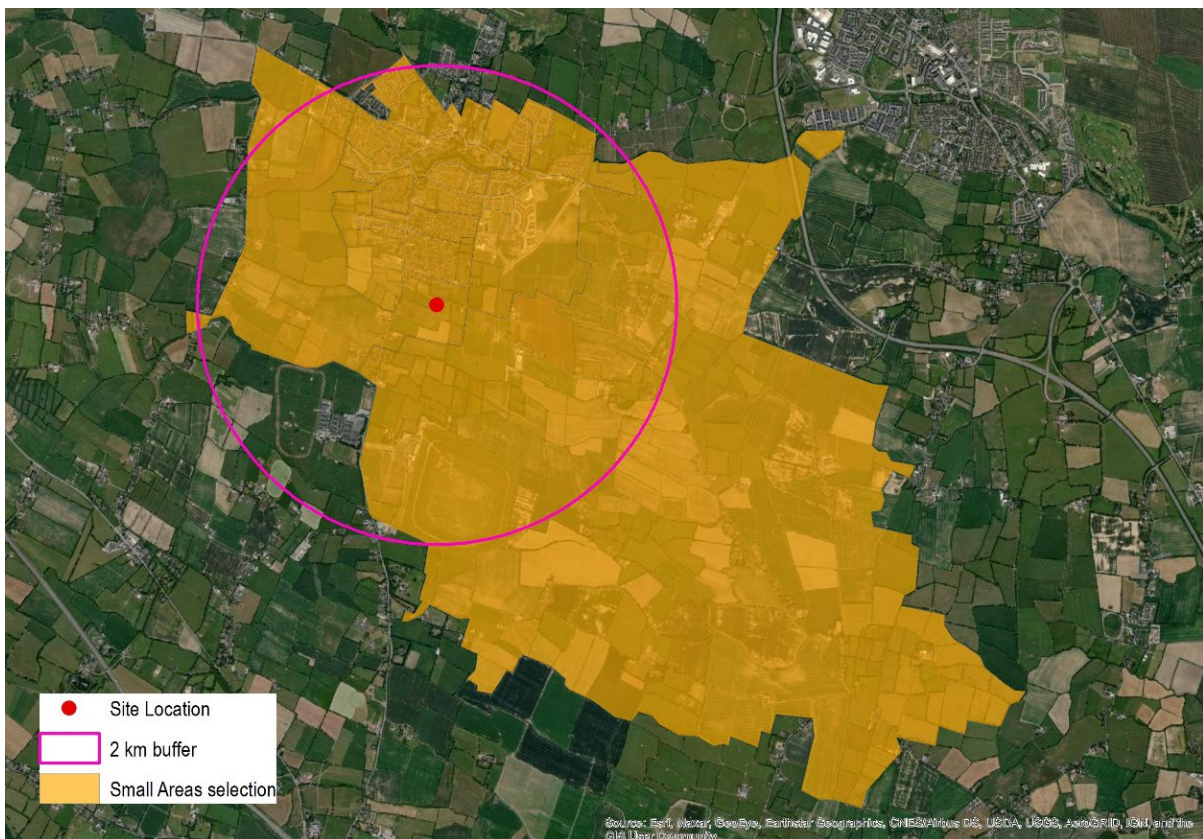 Site Location
2 km buffer
Small Areas selection
Source: Esri, Maxar, GeoEye, Earthstar Geographics, CNES/Airbus DS, USDA, USGS, AeroGRID, IGN, and the
GIS User Community